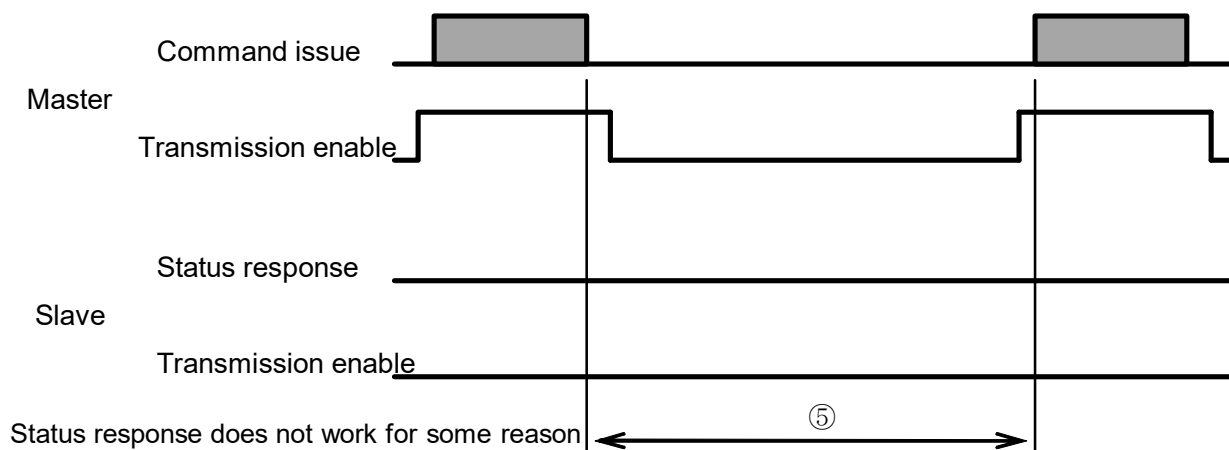 Command issue
Master
Transmission enable
Status response
Slave
Transmission enable
⑤
Status response does not work for some reason